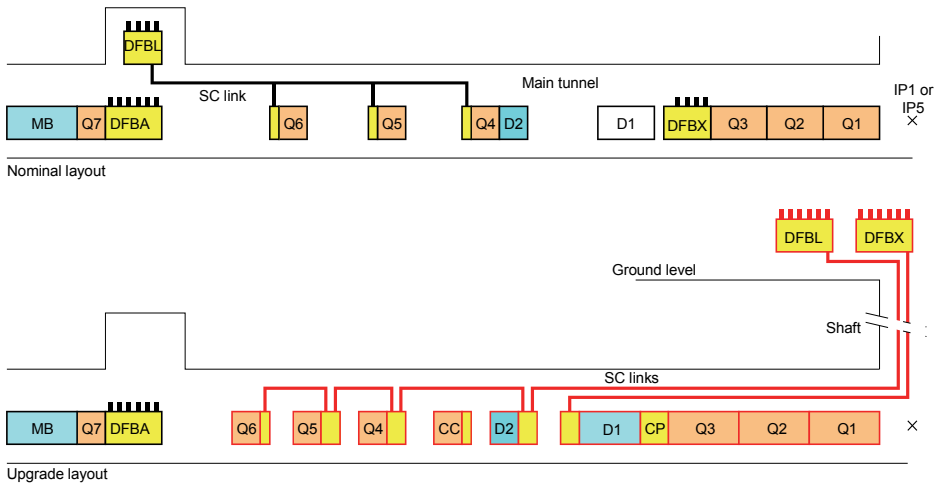 DFBL
SC link
Main tunnel
IP1 or
IP5
MB Q7 DFBA Q6 Q5 Q4 D2 D1 DFBX Q3 Q2 Q1
Nominal layout
DFBL DFBX
Ground level
Shaft
SC links
MB Q7 DFBA Q6 Q5 Q4 CC D2 D1 CP Q3 Q2 Q1
Upgrade layout